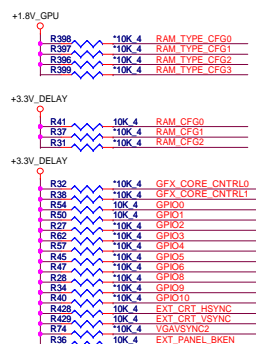 +1.8V_GPU
R398 *10K_4 RAM_TYPE_CFG0
R397 *10K_4 RAM_TYPE_CFG1
R396 *10K_4 RAM_TYPE_CFG2
R399 *10K_4 RAM_TYPE_CFG3
+3.3V_DELAY
R41 10K_4 RAM_CFG0
R37 *10K_4 RAM_CFG1
R31 *10K_4 RAM_CFG2
+3.3V_DELAY
R32 *10K_4 GFX_CORE_CNTRL0
R38 *10K_4 GFX_CORE_CNTRL1
R54 10K_4 GPIO0
R50 10K_4 GPIO1
R27 *10K_4 GPIO2
R62 *10K_4 GPIO3
R57 *10K_4 GPIO4
R45 *10K_4 GPIO5
R47 *10K_4 GPIO6
R28 *10K_4 GPIO8
R34 *10K_4 GPIO9
R40 *10K_4 GPIO10
R428 10K_4 EXT_CRT_HSYNC
R429 10K_4 EXT_CRT_VSYNC
R74 *10K_4 VGAVSYNC2
R36 10K_4 EXT_PANEL_BKEN